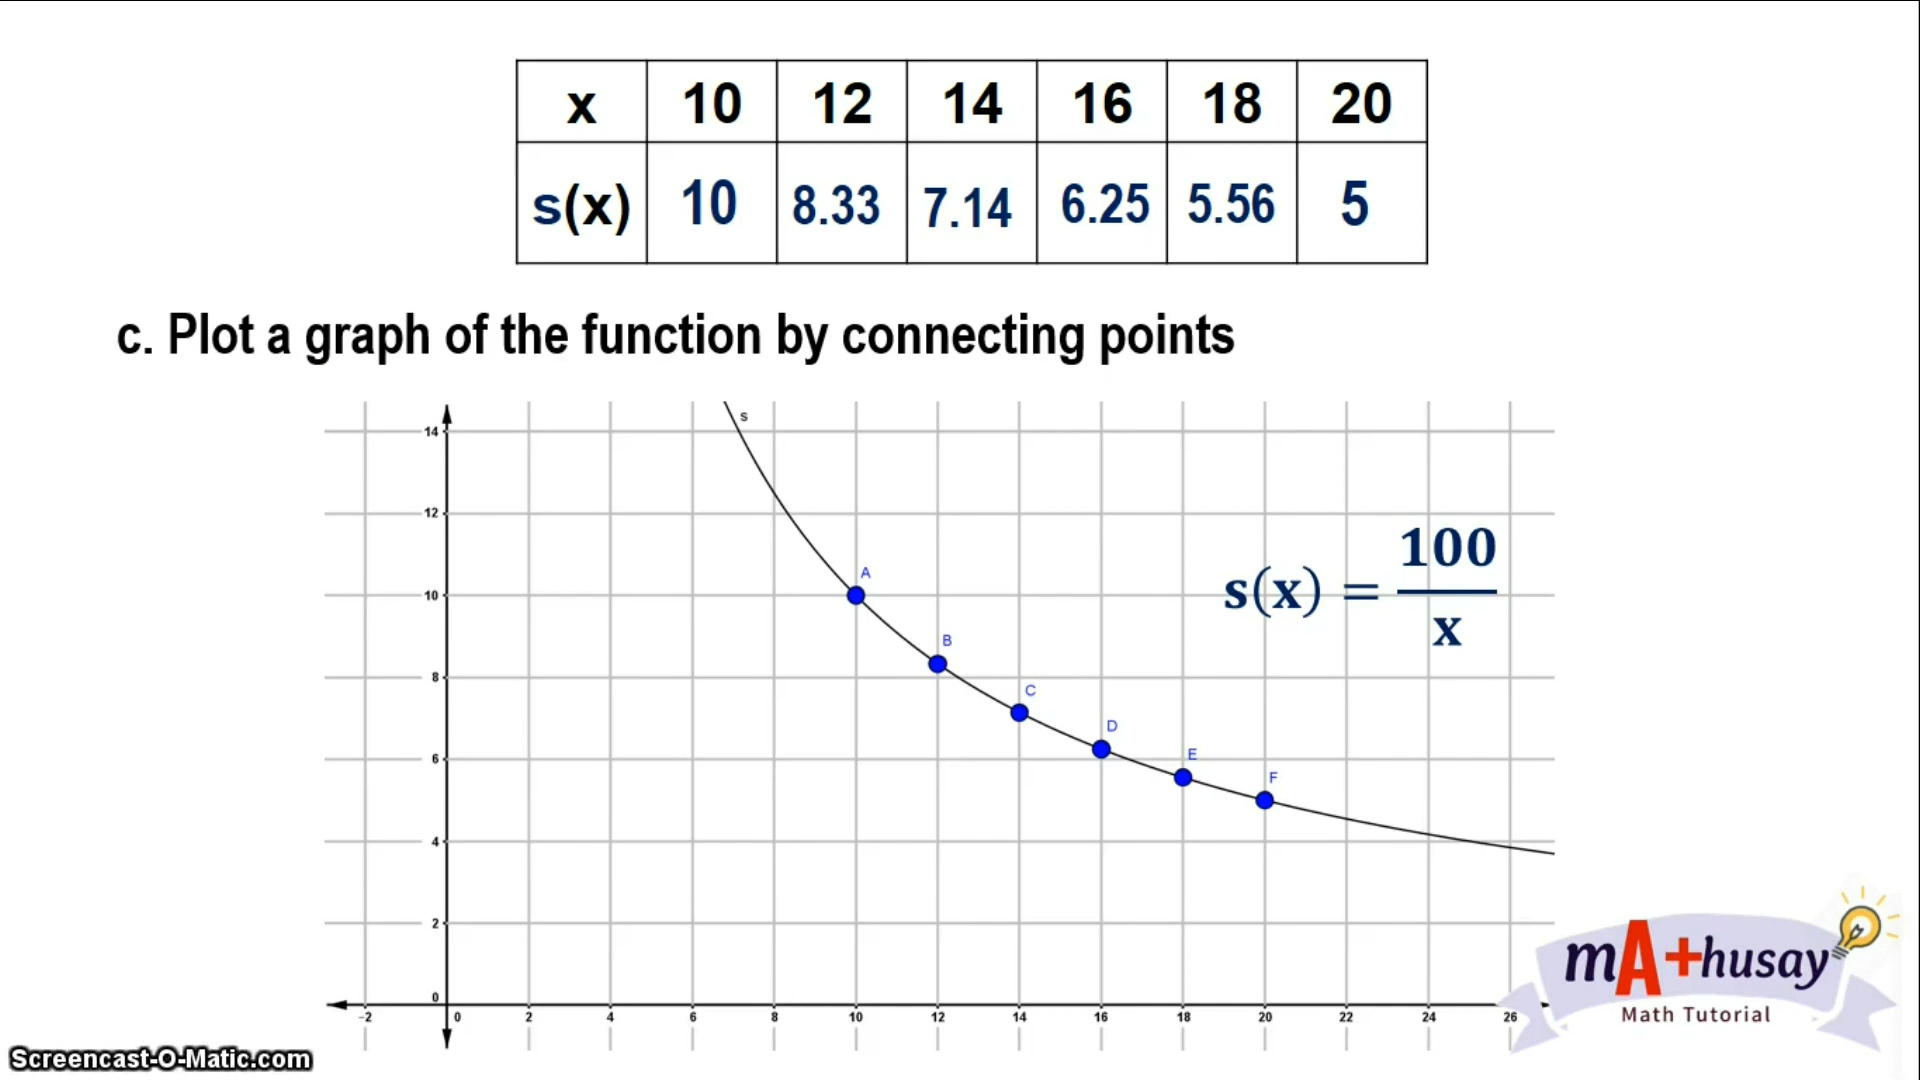 x 10 12 14 16 18 20
s(x) 10 8.33 7.14 6.25 5.56 5
c. Plot a graph of the function by connecting points
s
14
12
A
10
s(x) = 100/x
B
8
C
D
6
E
F
4
2
0
-2 0 2 4 6 8 10 12 14 16 18 20 22 24 26
mA+husay
Math Tutorial
Screencast-O-Matic.com